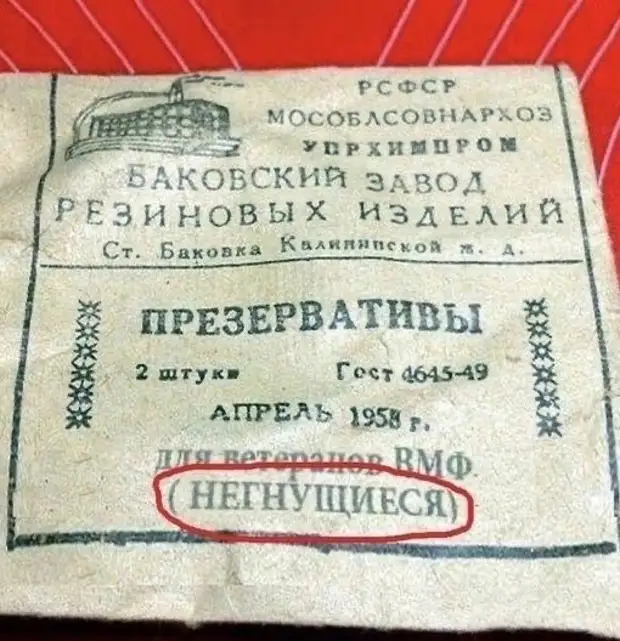 РСФСР
МОСОБЛСОВНАРХОЗ
УПРХИМПРОМ
БАКОВСКИЙ ЗАВОД
РЕЗИНОВЫХ ИЗДЕЛИЙ
Ст. Баковка Калининской ж. д.
ПРЕЗЕРВАТИВЫ
2 штуки Гост 4645-49
АПРЕЛЬ 1958 г.
для ветеранов ВМФ
(НЕГНУЩИЕСЯ)